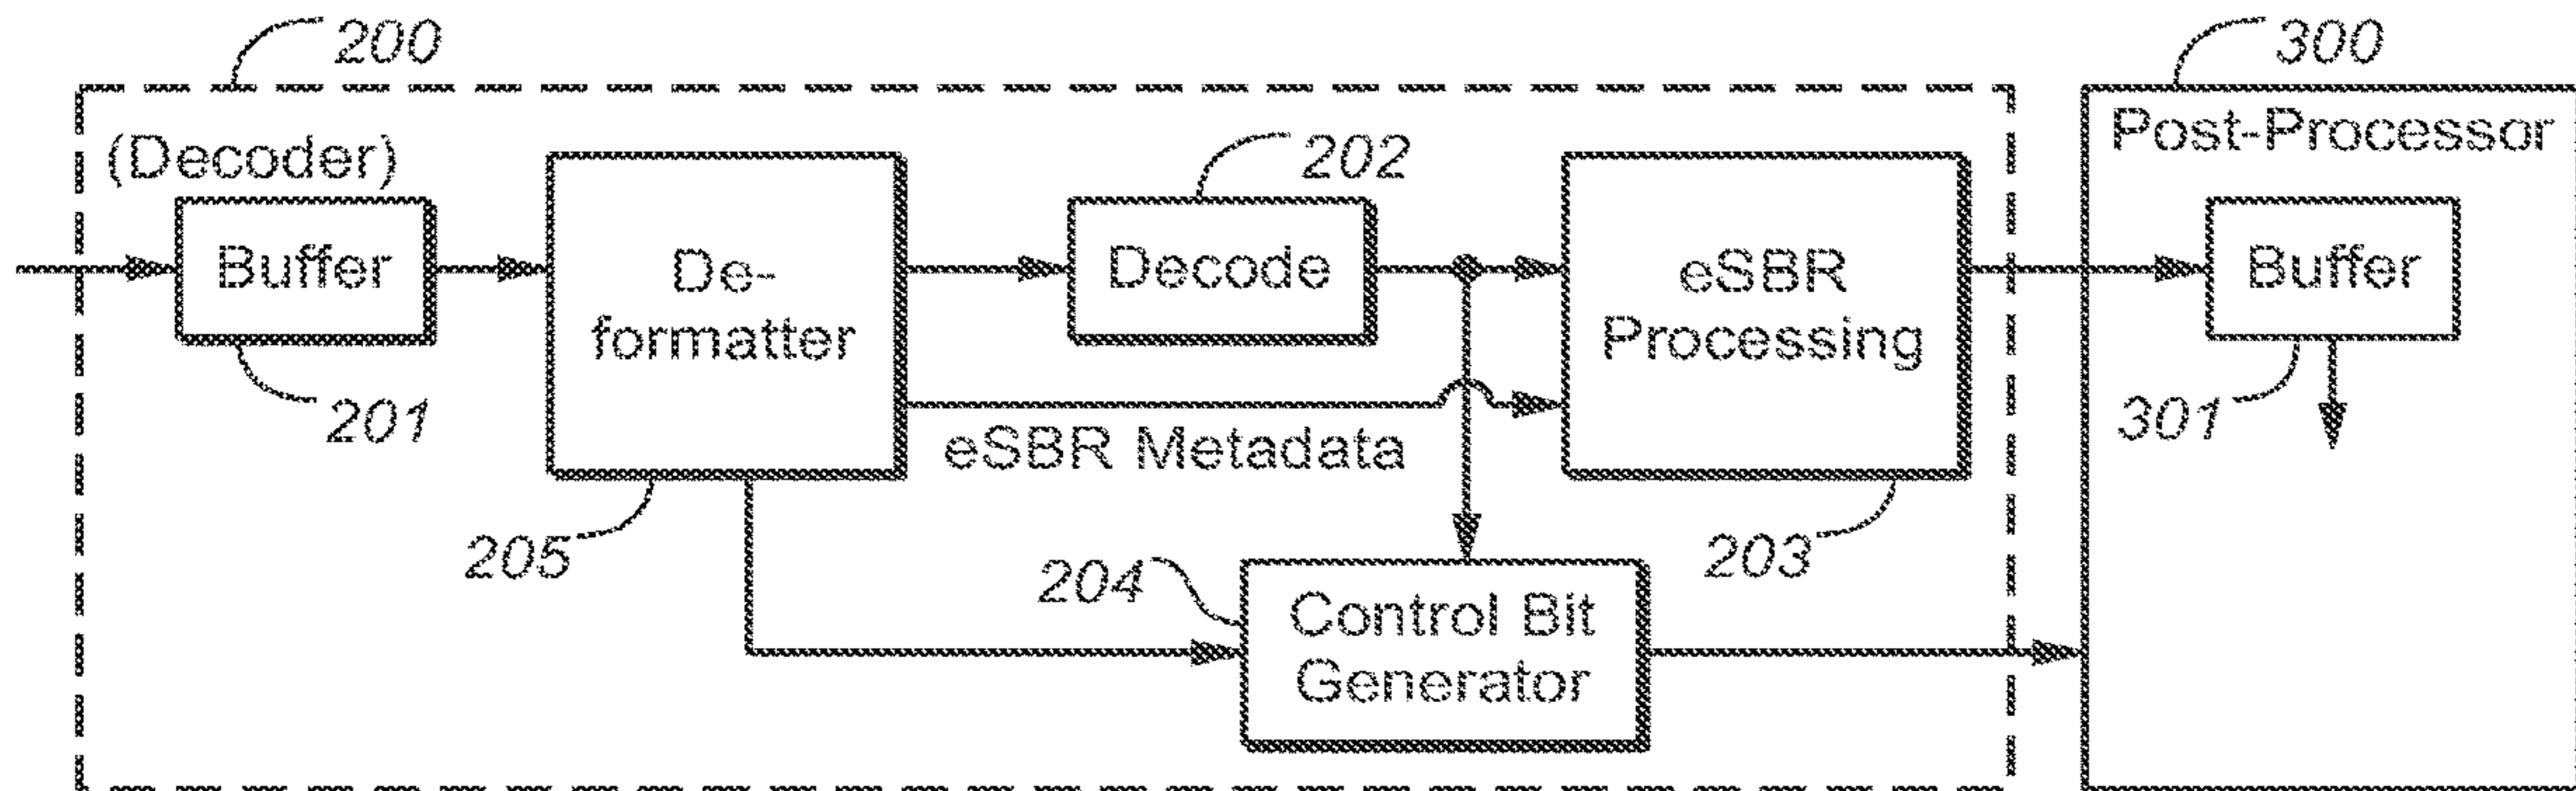 200
300
(Decoder)
Post-Processor
202
Buffer
De-
formatter
Decode
eSBR
Processing
Buffer
201
eSBR Metadata
301
205
204
203
Control Bit
Generator